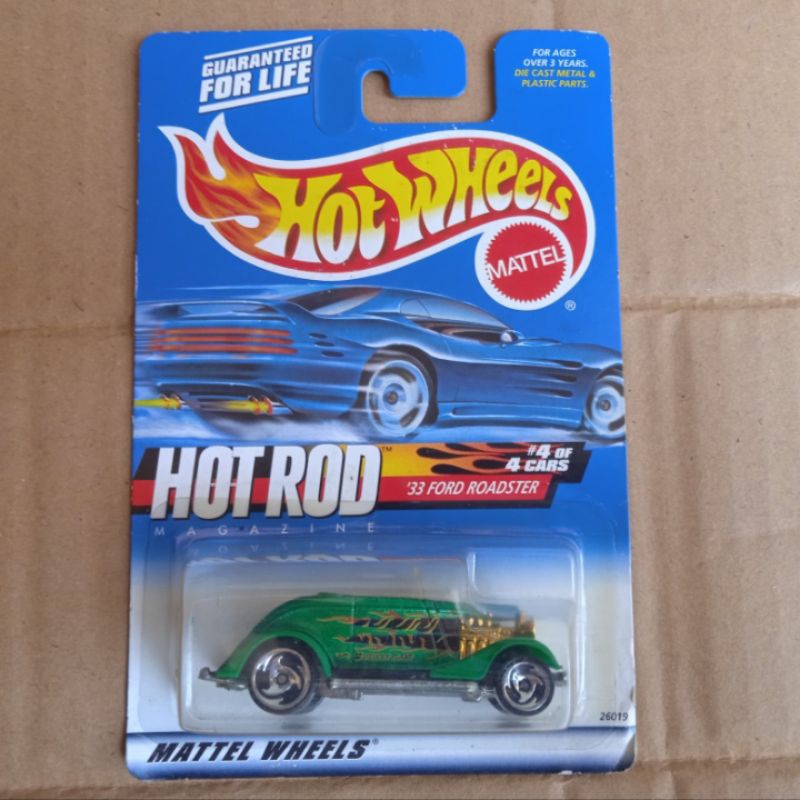 GUARANTEED
FOR LIFE
FOR AGES
OVER 3 YEARS.
DIE CAST METAL &
PLASTIC PARTS.
HOT WHEELS
MATTEL
®
HOT ROD™
MAGAZINE
#4 OF
4 CARS
'33 FORD ROADSTER
26019
MATTEL WHEELS®